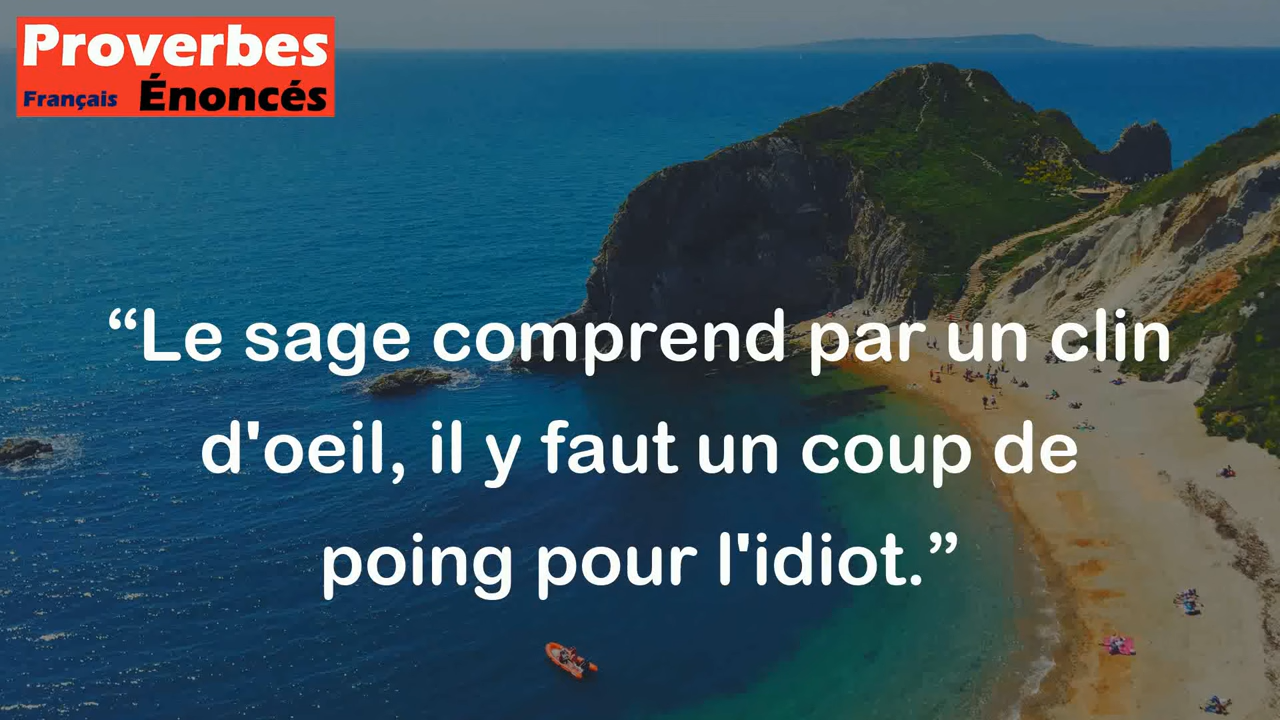 Proverbes
Français Énoncés
“Le sage comprend par un clin
d'oeil, il y faut un coup de
poing pour l'idiot.”